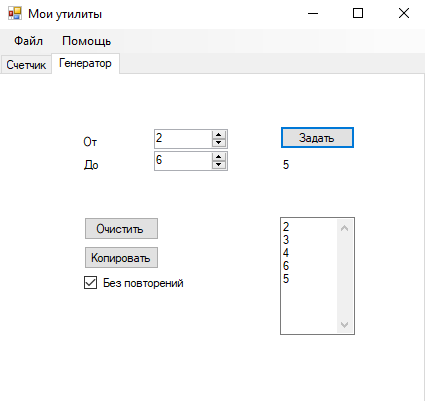 Мои утилиты
Файл Помощь
Счетчик Генератор
От 2 Задать
До 6 5
Очистить
Копировать
Без повторений
2
3
4
6
5